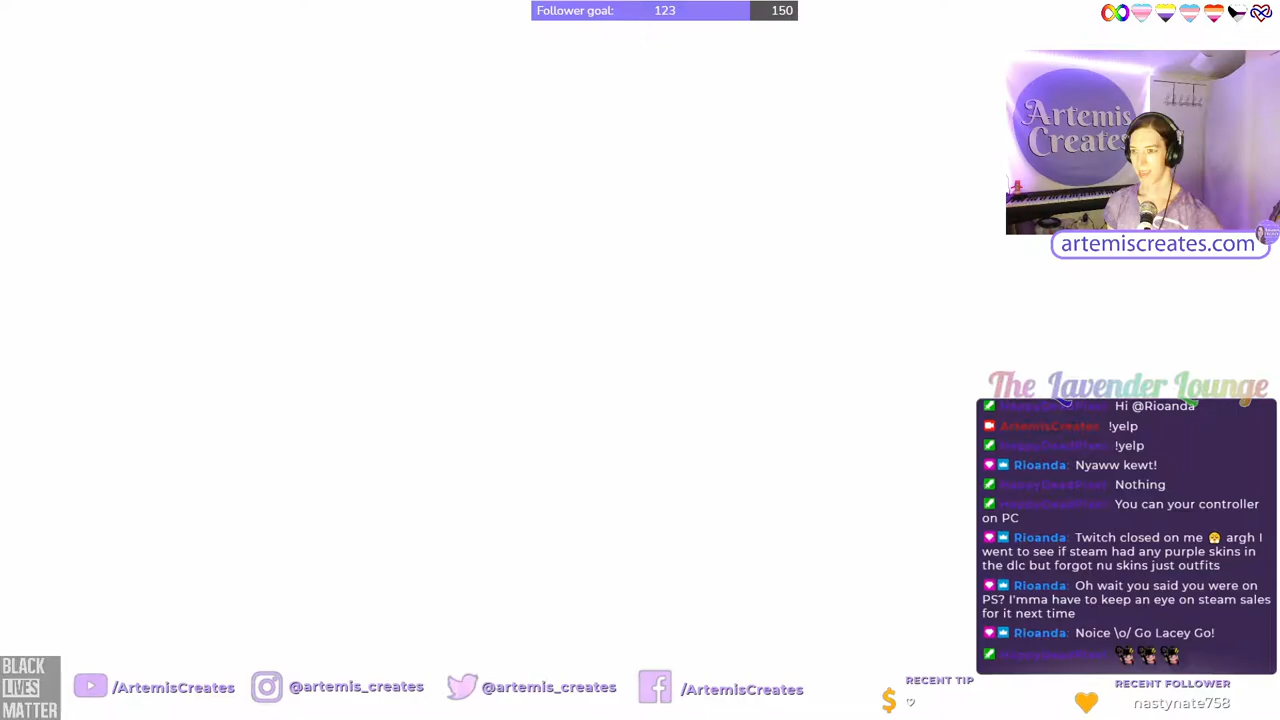 Follower goal: 123 150
Artemis
Creates
artemiscreates.com
The Lavender Lounge
HappyDeadPixel Hi @Rioanda
ArtemisCreates !yelp
!yelp
Rioanda: Nyaww kewt!
Nothing
You can your controller
on PC
Rioanda: Twitch closed on me argh I
went to see if steam had any purple skins in
the dlc but forgot nu skins just outfits
Rioanda: Oh wait you said you were on
PS? I'mma have to keep an eye on steam sales
for it next time
Rioanda: Noice \o/ Go Lacey Go!
BLACK
LIVES
MATTER
/ArtemisCreates
@artemis_creates
@artemis_creates
/ArtemisCreates
RECENT TIP
RECENT FOLLOWER
nastynate758